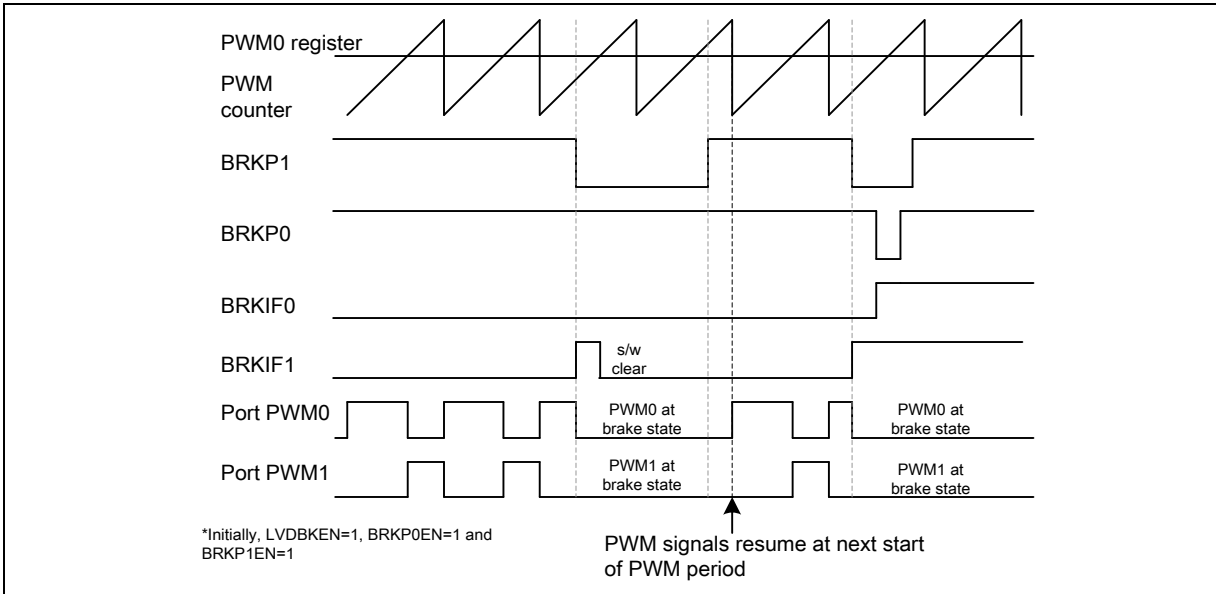 PWM0 register
PWM
counter
BRKP1
BRKP0
BRKIF0
BRKIF1
s/w
clear
Port PWM0
PWM0 at
brake state
PWM0 at
brake state
Port PWM1
PWM1 at
brake state
PWM1 at
brake state
*Initially, LVDBKEN=1, BRKP0EN=1 and
BRKP1EN=1
PWM signals resume at next start
of PWM period